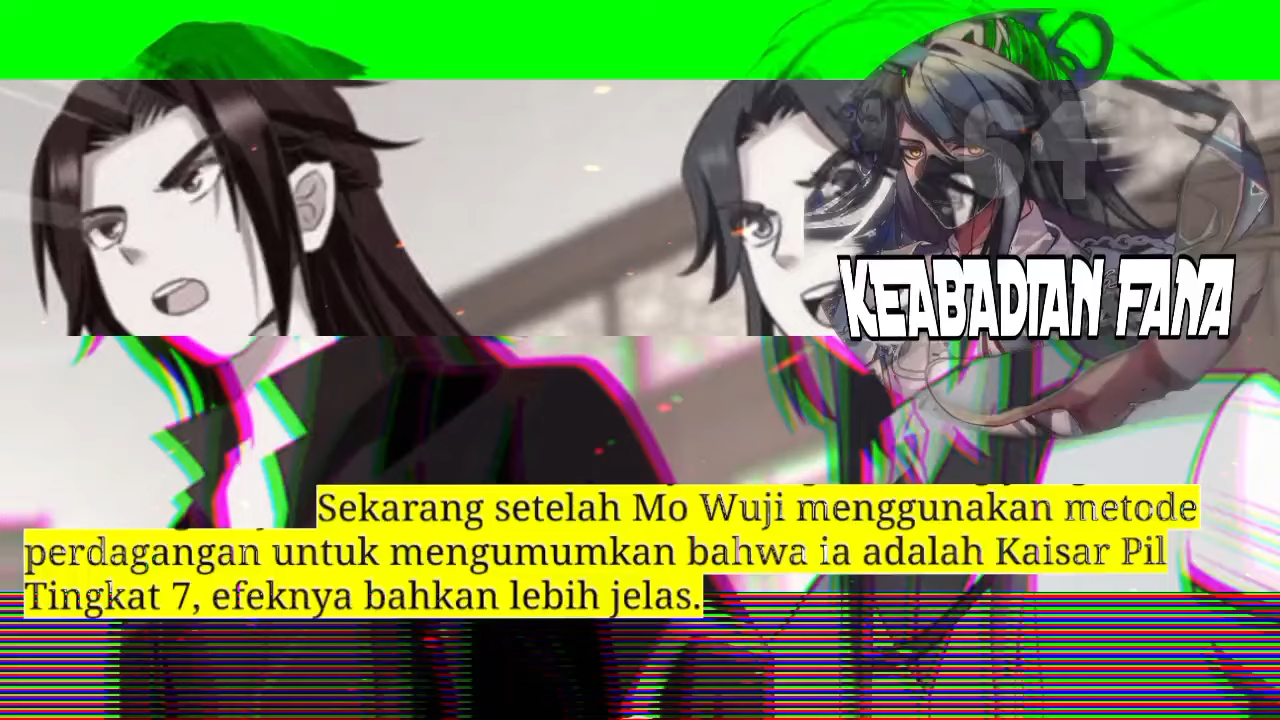 S4
KEABADIAN FANA
Sekarang setelah Mo Wuji menggunakan metode
perdagangan untuk mengumumkan bahwa ia adalah Kaisar Pil
Tingkat 7, efeknya bahkan lebih jelas.